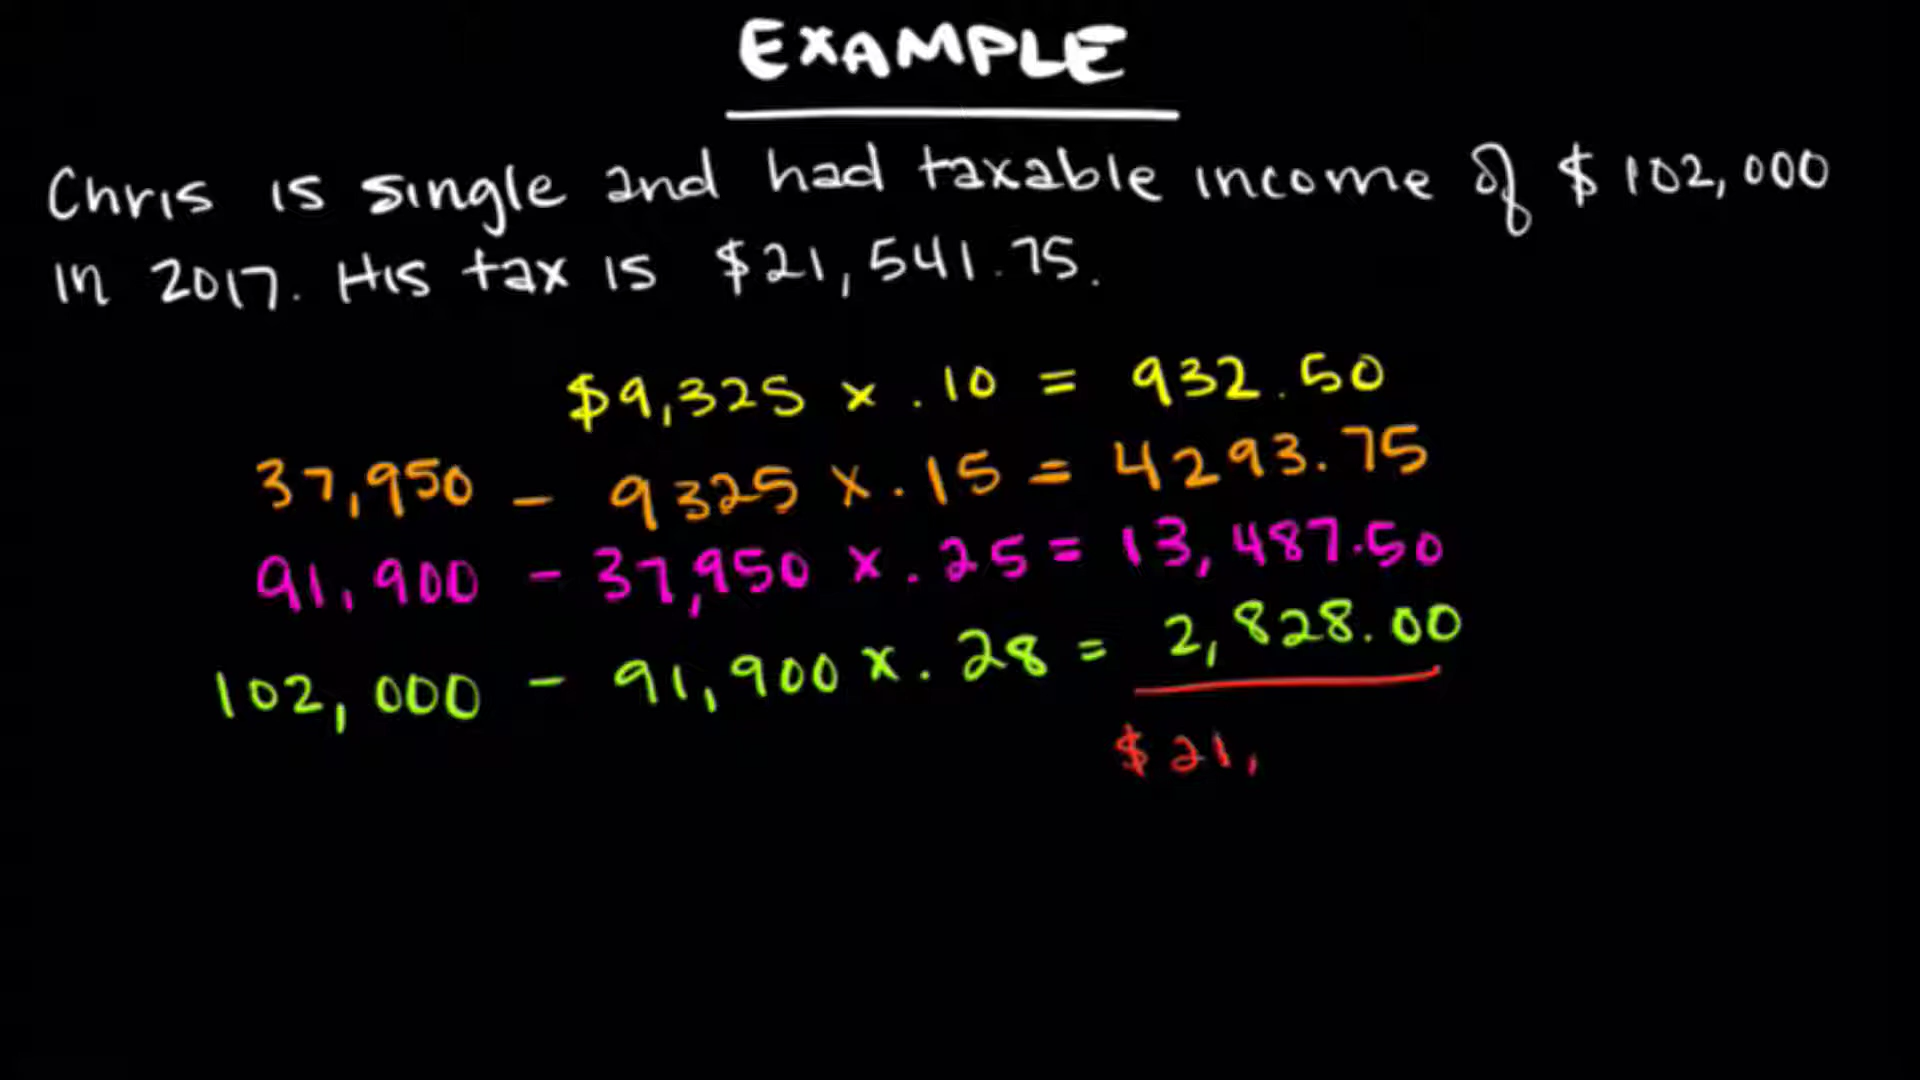 EXAMPLE
Chris is single and had taxable income of $102,000
in 2017. His tax is $21,541.75.
$9,325 x .10 = 932.50
37,950 - 9325 x .15 = 4293.75
91,900 - 37,950 x .25 = 13,487.50
102,000 - 91,900 x .28 = 2,828.00
$21,